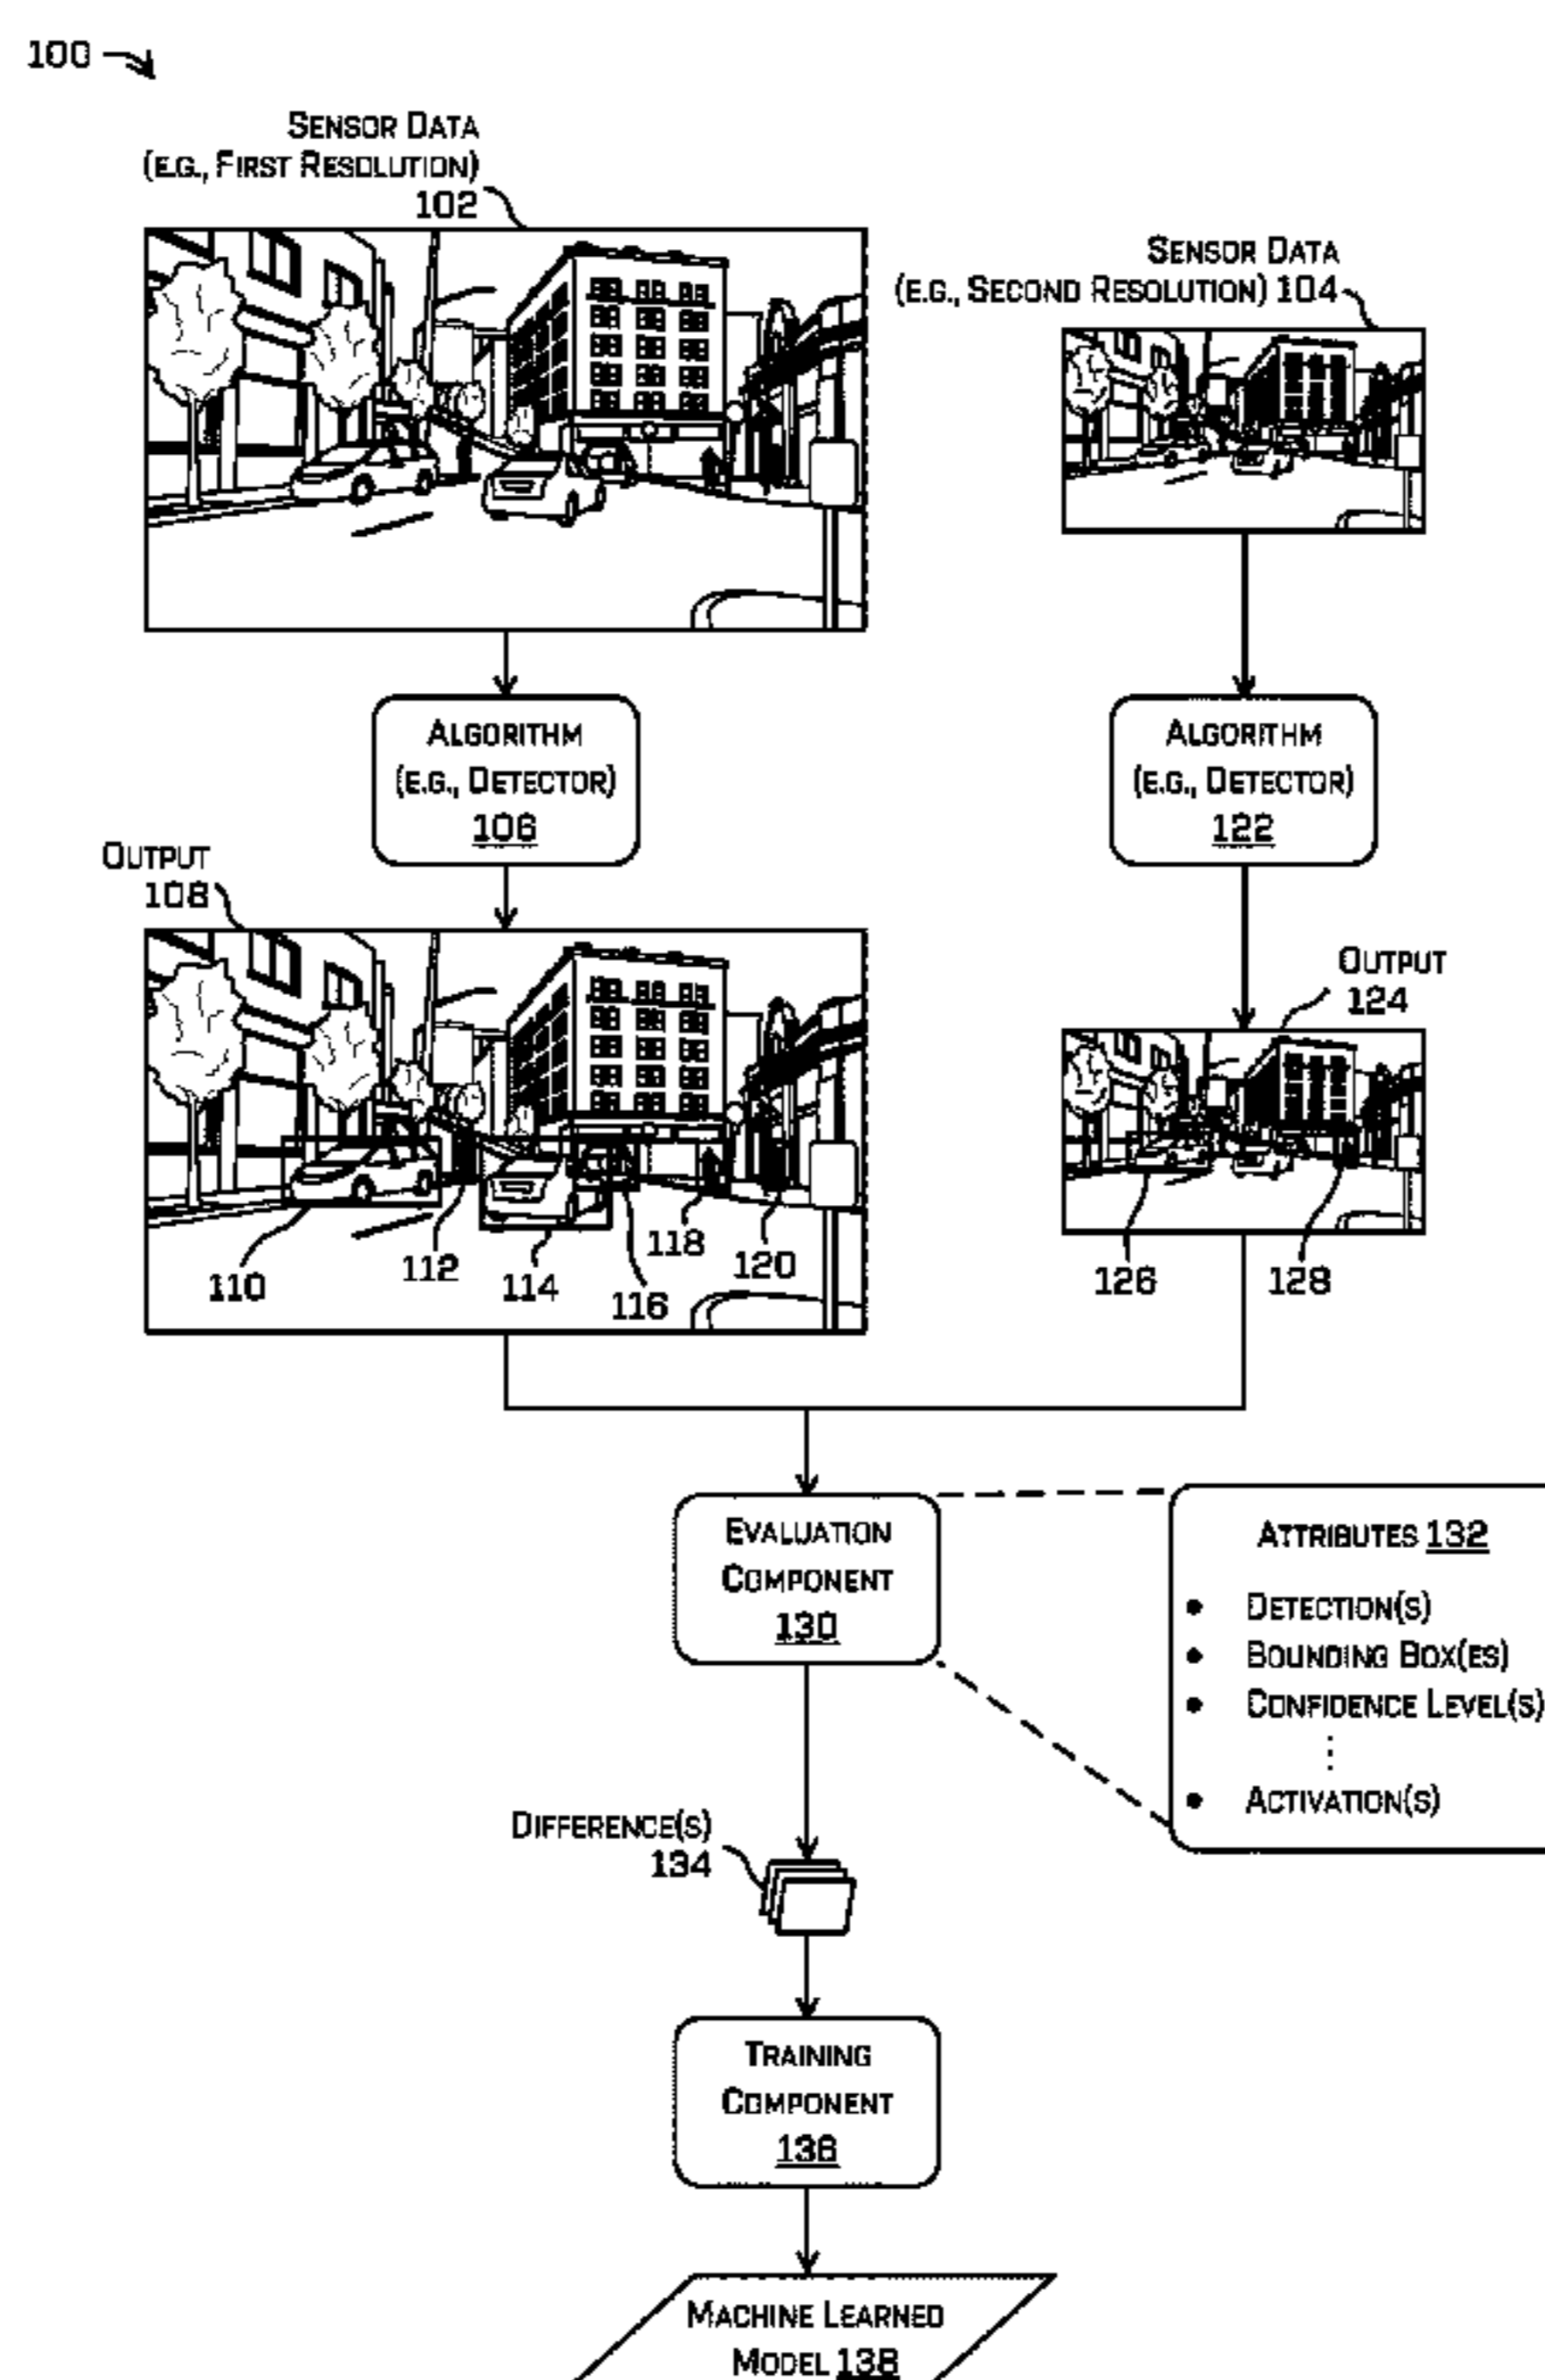 100
SENSOR DATA
(E.G., FIRST RESOLUTION)
102
SENSOR DATA
(E.G., SECOND RESOLUTION) 104
ALGORITHM
(E.G., DETECTOR)
106
ALGORITHM
(E.G., DETECTOR)
122
OUTPUT
108
OUTPUT
124
110
112
114
116
118
120
126
128
EVALUATION
COMPONENT
130
ATTRIBUTES 132
• DETECTION(S)
• BOUNDING BOX(ES)
• CONFIDENCE LEVEL(S)
⋮
• ACTIVATION(S)
DIFFERENCE(S)
134
TRAINING
COMPONENT
136
MACHINE LEARNED
MODEL 138